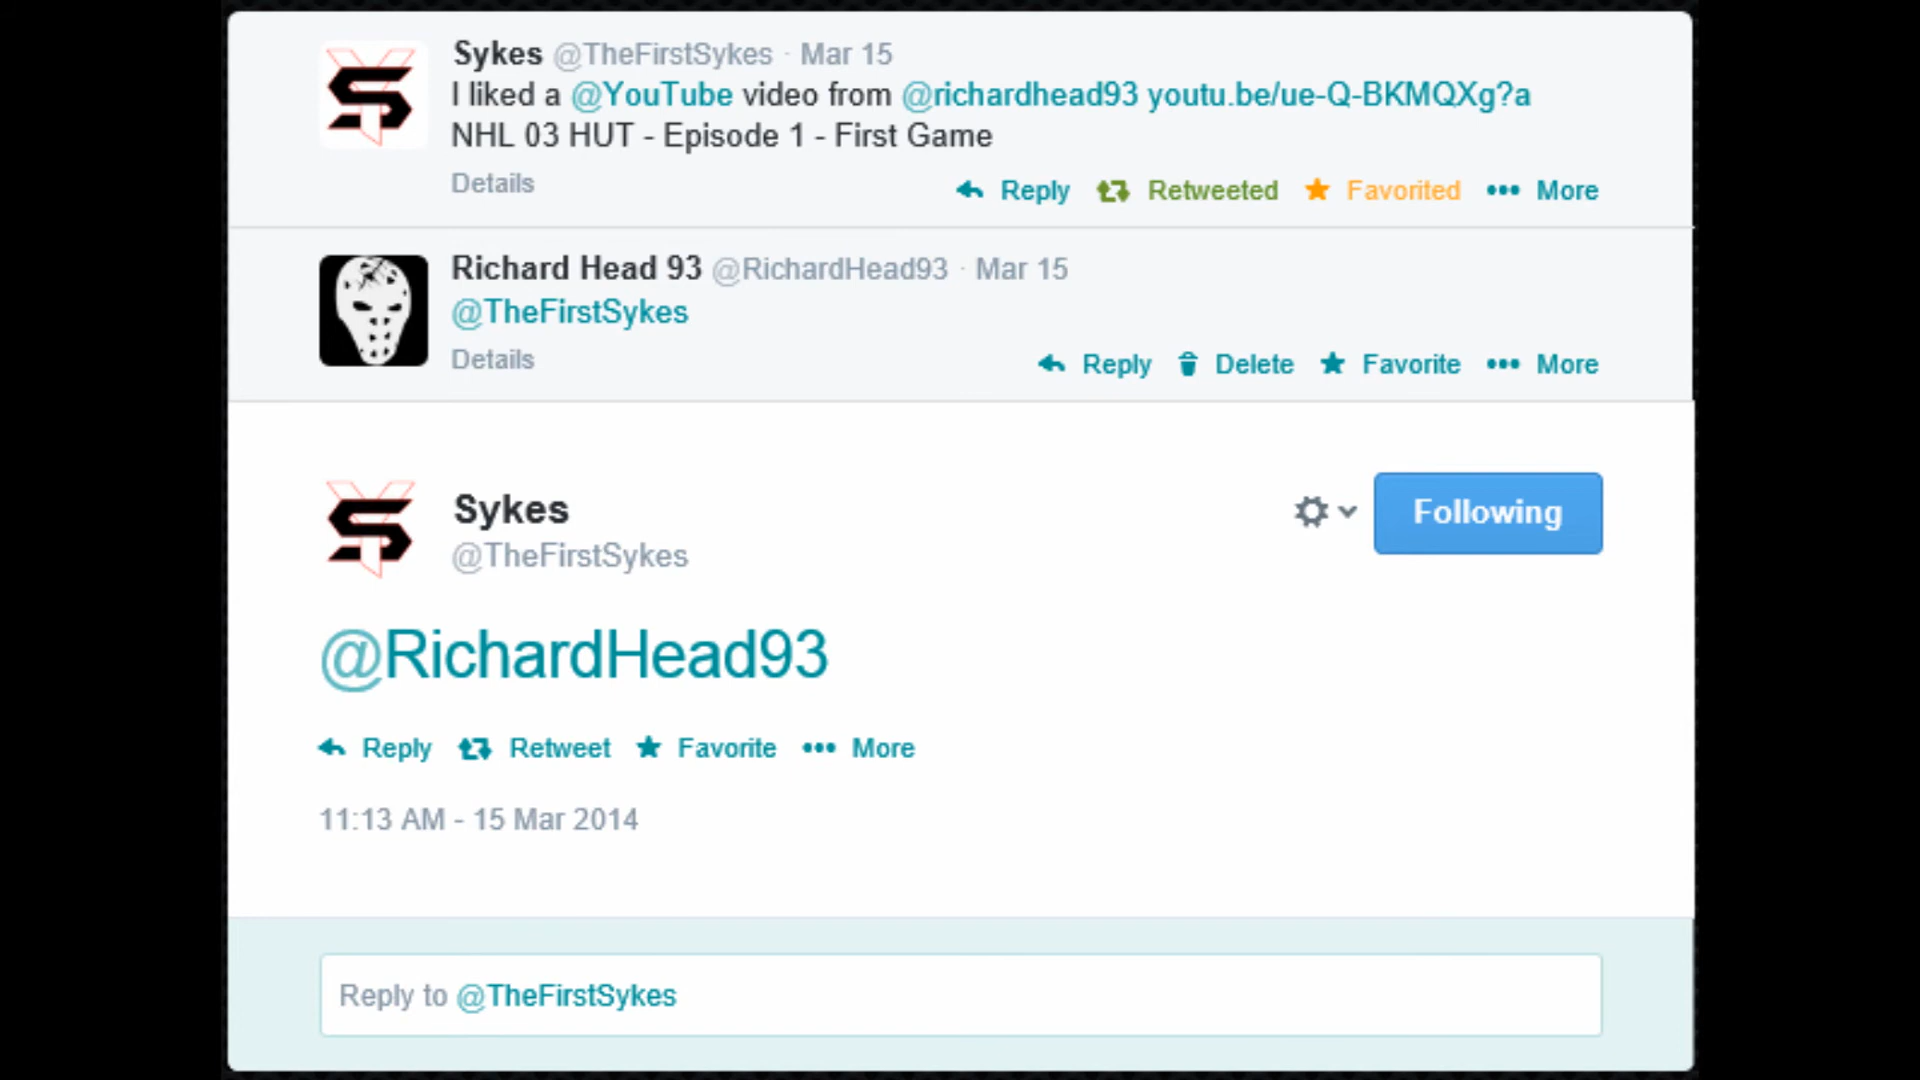 Sykes @TheFirstSykes · Mar 15
I liked a @YouTube video from @richardhead93 youtu.be/ue-Q-BKMQXg?a
NHL 03 HUT - Episode 1 - First Game
Details
Reply Retweeted Favorited More
Richard Head 93 @RichardHead93 · Mar 15
@TheFirstSykes
Details
Reply Delete Favorite More
Sykes
Following
@TheFirstSykes
@RichardHead93
Reply Retweet Favorite More
11:13 AM - 15 Mar 2014
Reply to @TheFirstSykes